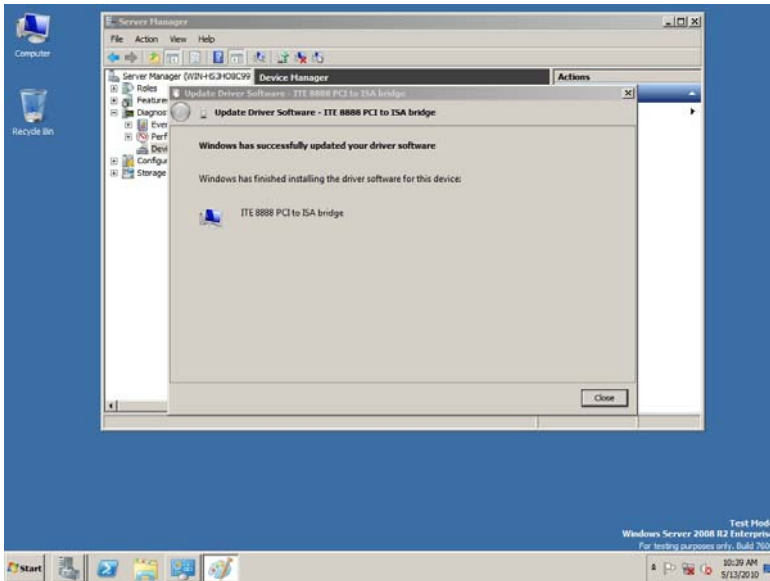 Computer
Recycle Bin
Server Manager
File Action View Help
Server Manager (WIN-HS3HO8C99
Roles
Feature
Diagnos
Even
Perf
Devi
Configur
Storage
Device Manager
Actions
Update Driver Software - ITE 8888 PCI to ISA bridge
Update Driver Software - ITE 8888 PCI to ISA bridge
Windows has successfully updated your driver software
Windows has finished installing the driver software for this device:
ITE 8888 PCI to ISA bridge
Close
Test Mod
Windows Server 2008 R2 Enterpris
For testing purposes only. Build 760
Start
10:39 AM
5/13/2010